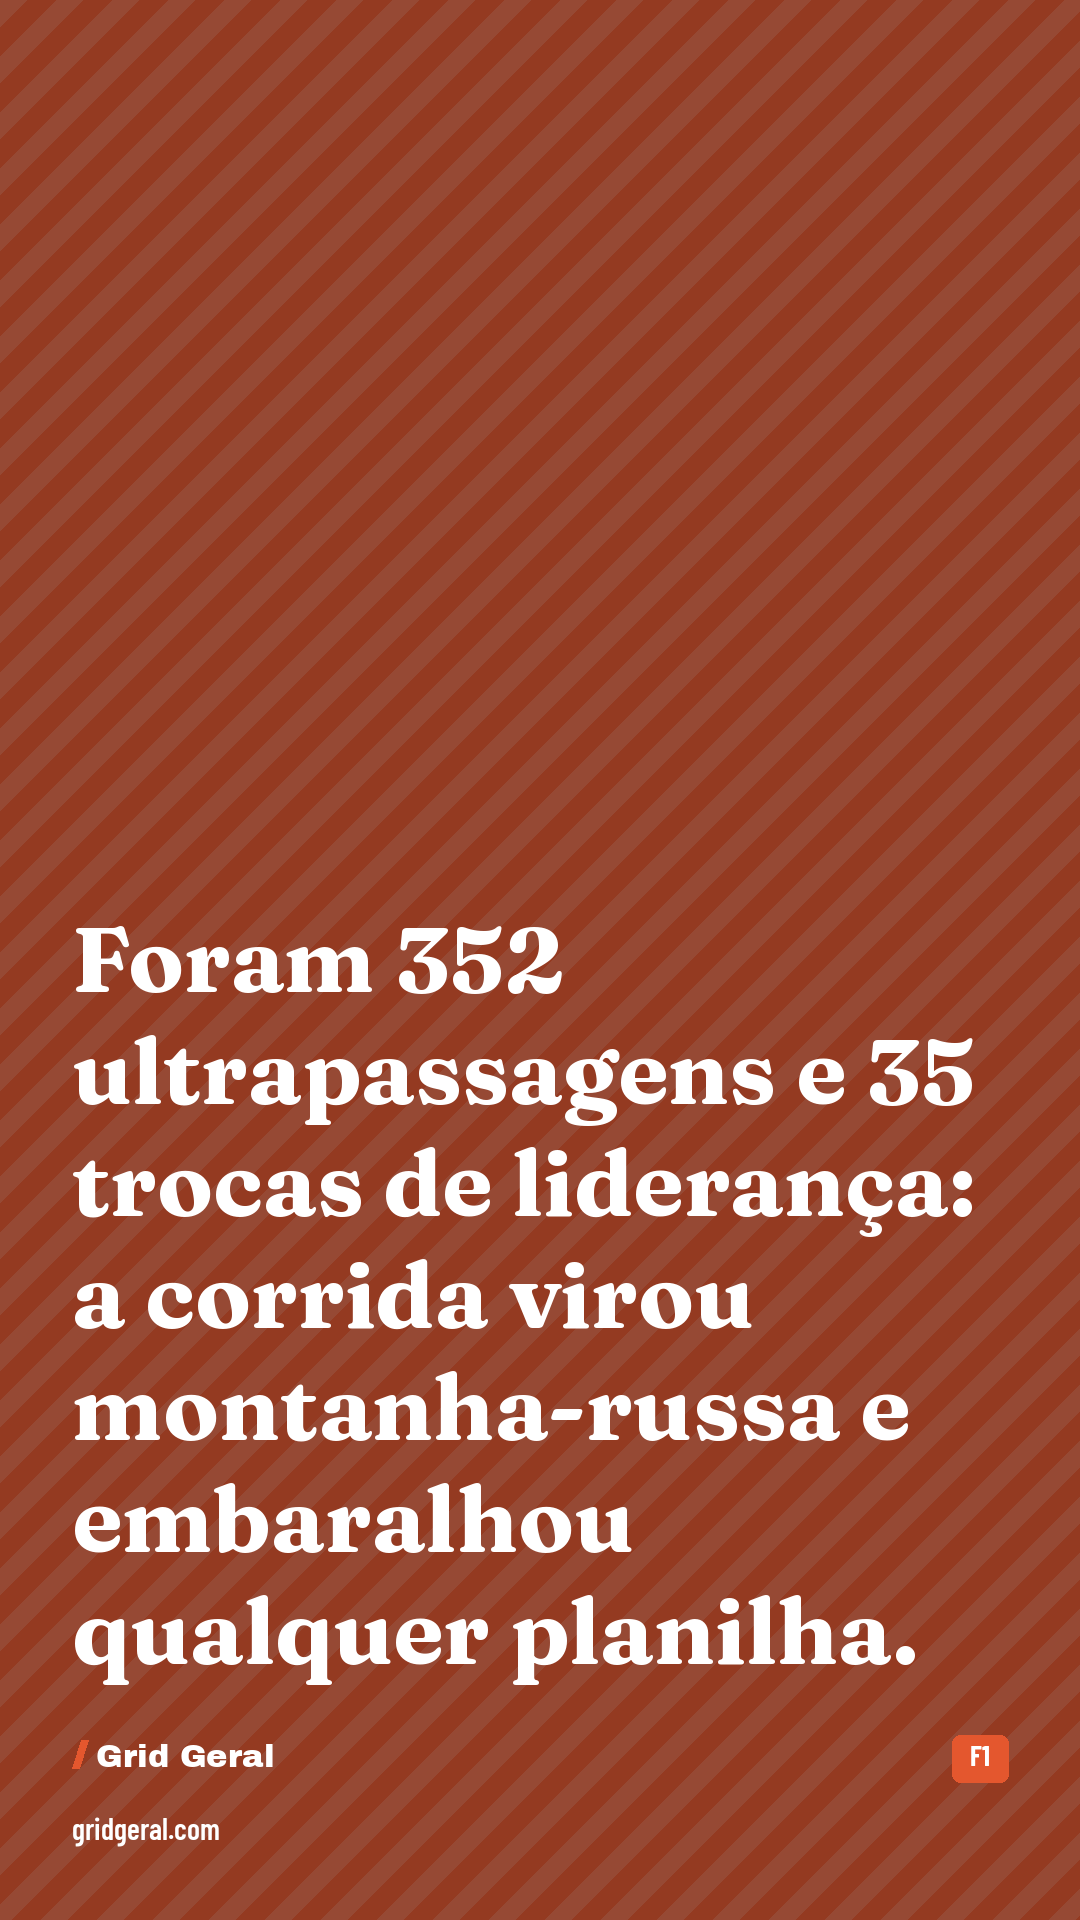 Foram 352
ultrapassagens e 35
trocas de liderança:
a corrida virou
montanha-russa e
embaralhou
qualquer planilha.
/ Grid Geral
F1
gridgeral.com